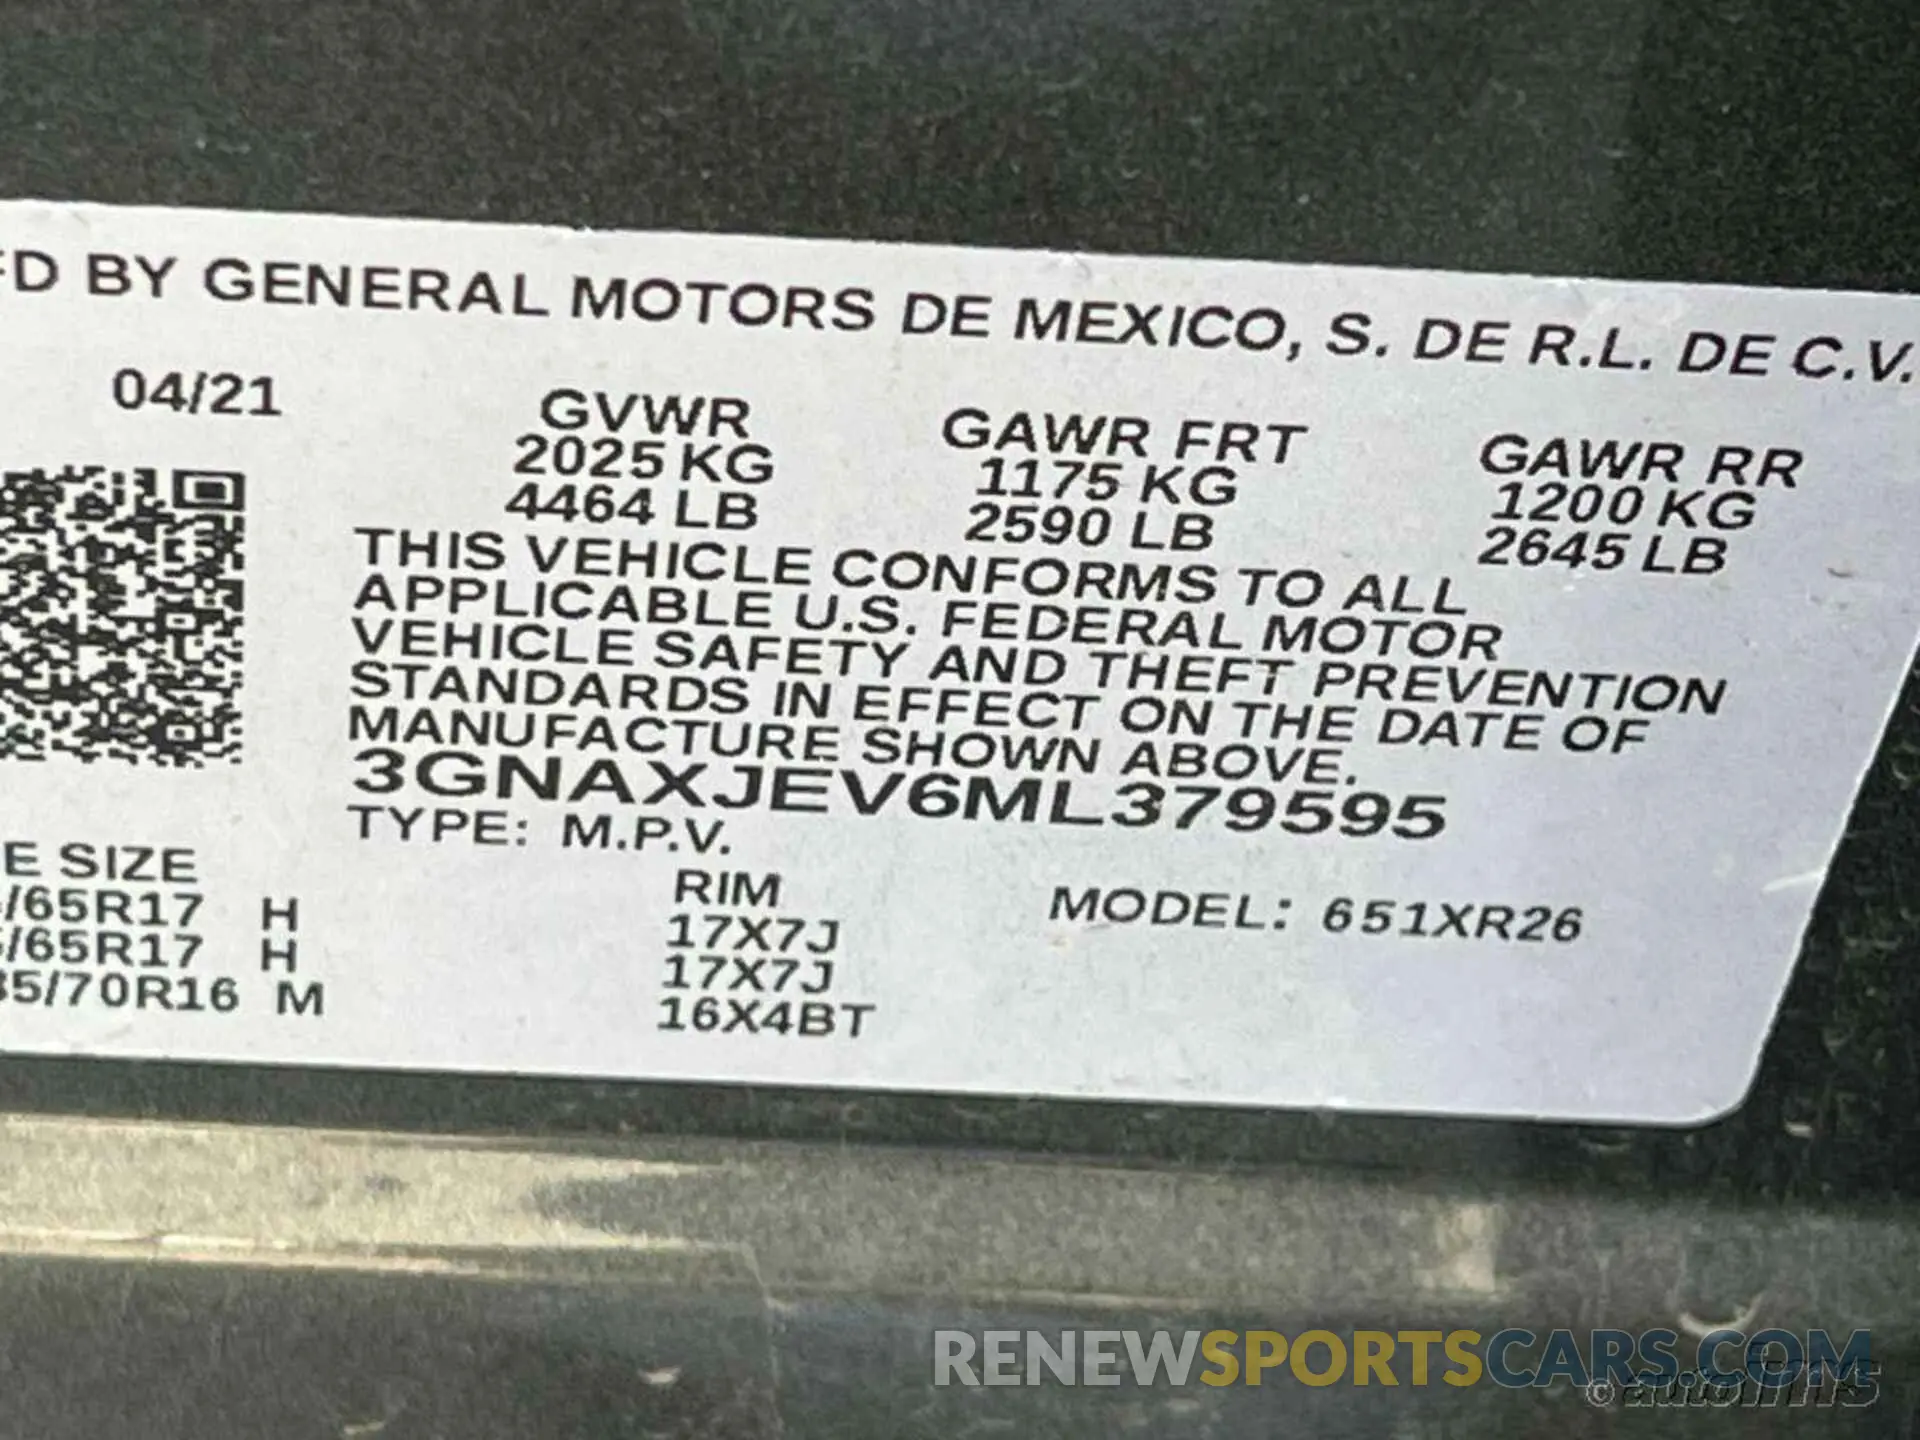 FD BY GENERAL MOTORS DE MEXICO, S. DE R.L. DE C.V.
04/21 GVWR GAWR FRT GAWR RR
2025 KG 1175 KG 1200 KG
4464 LB 2590 LB 2645 LB
THIS VEHICLE CONFORMS TO ALL
APPLICABLE U.S. FEDERAL MOTOR
VEHICLE SAFETY AND THEFT PREVENTION
STANDARDS IN EFFECT ON THE DATE OF
MANUFACTURE SHOWN ABOVE.
3GNAXJEV6ML379595
TYPE: M.P.V.
E SIZE RIM MODEL: 651XR26
/65R17 H 17X7J
/65R17 H 17X7J
35/70R16 M 16X4BT
RENEWSPORTSCARS.COM